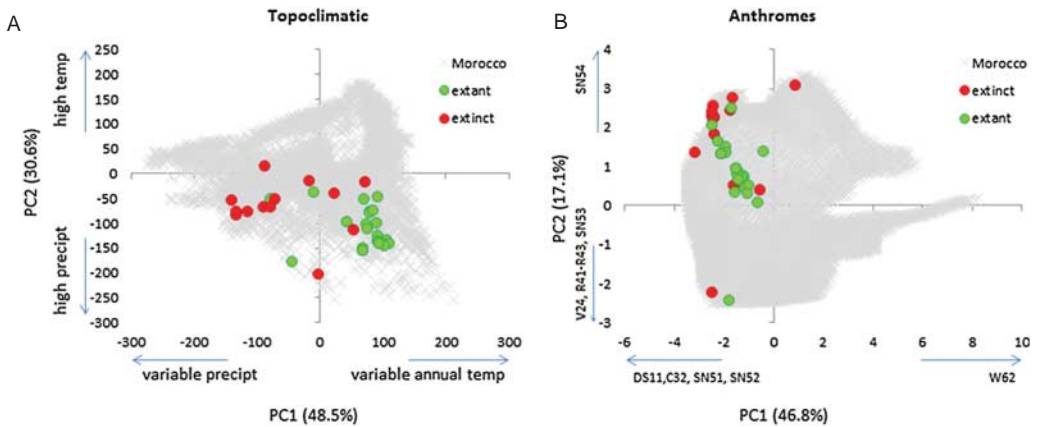 A
Topoclimatic
high temp
high precipt
PC2 (30.6%)
250
200
150
100
50
0
-50
-100
-150
-200
-250
-300
Morocco
extant
extinct
-300 -200 -100 0 100 200 300
variable precipt
variable annual temp
PC1 (48.5%)
B
Anthromes
SN54
V24, R41-R43, SN53
PC2 (17.1%)
4
3
2
1
0
-1
-2
-3
Morocco
extinct
extant
-6 -4 -2 0 2 4 6 8 10
DS11,C32, SN51, SN52
W62
PC1 (46.8%)